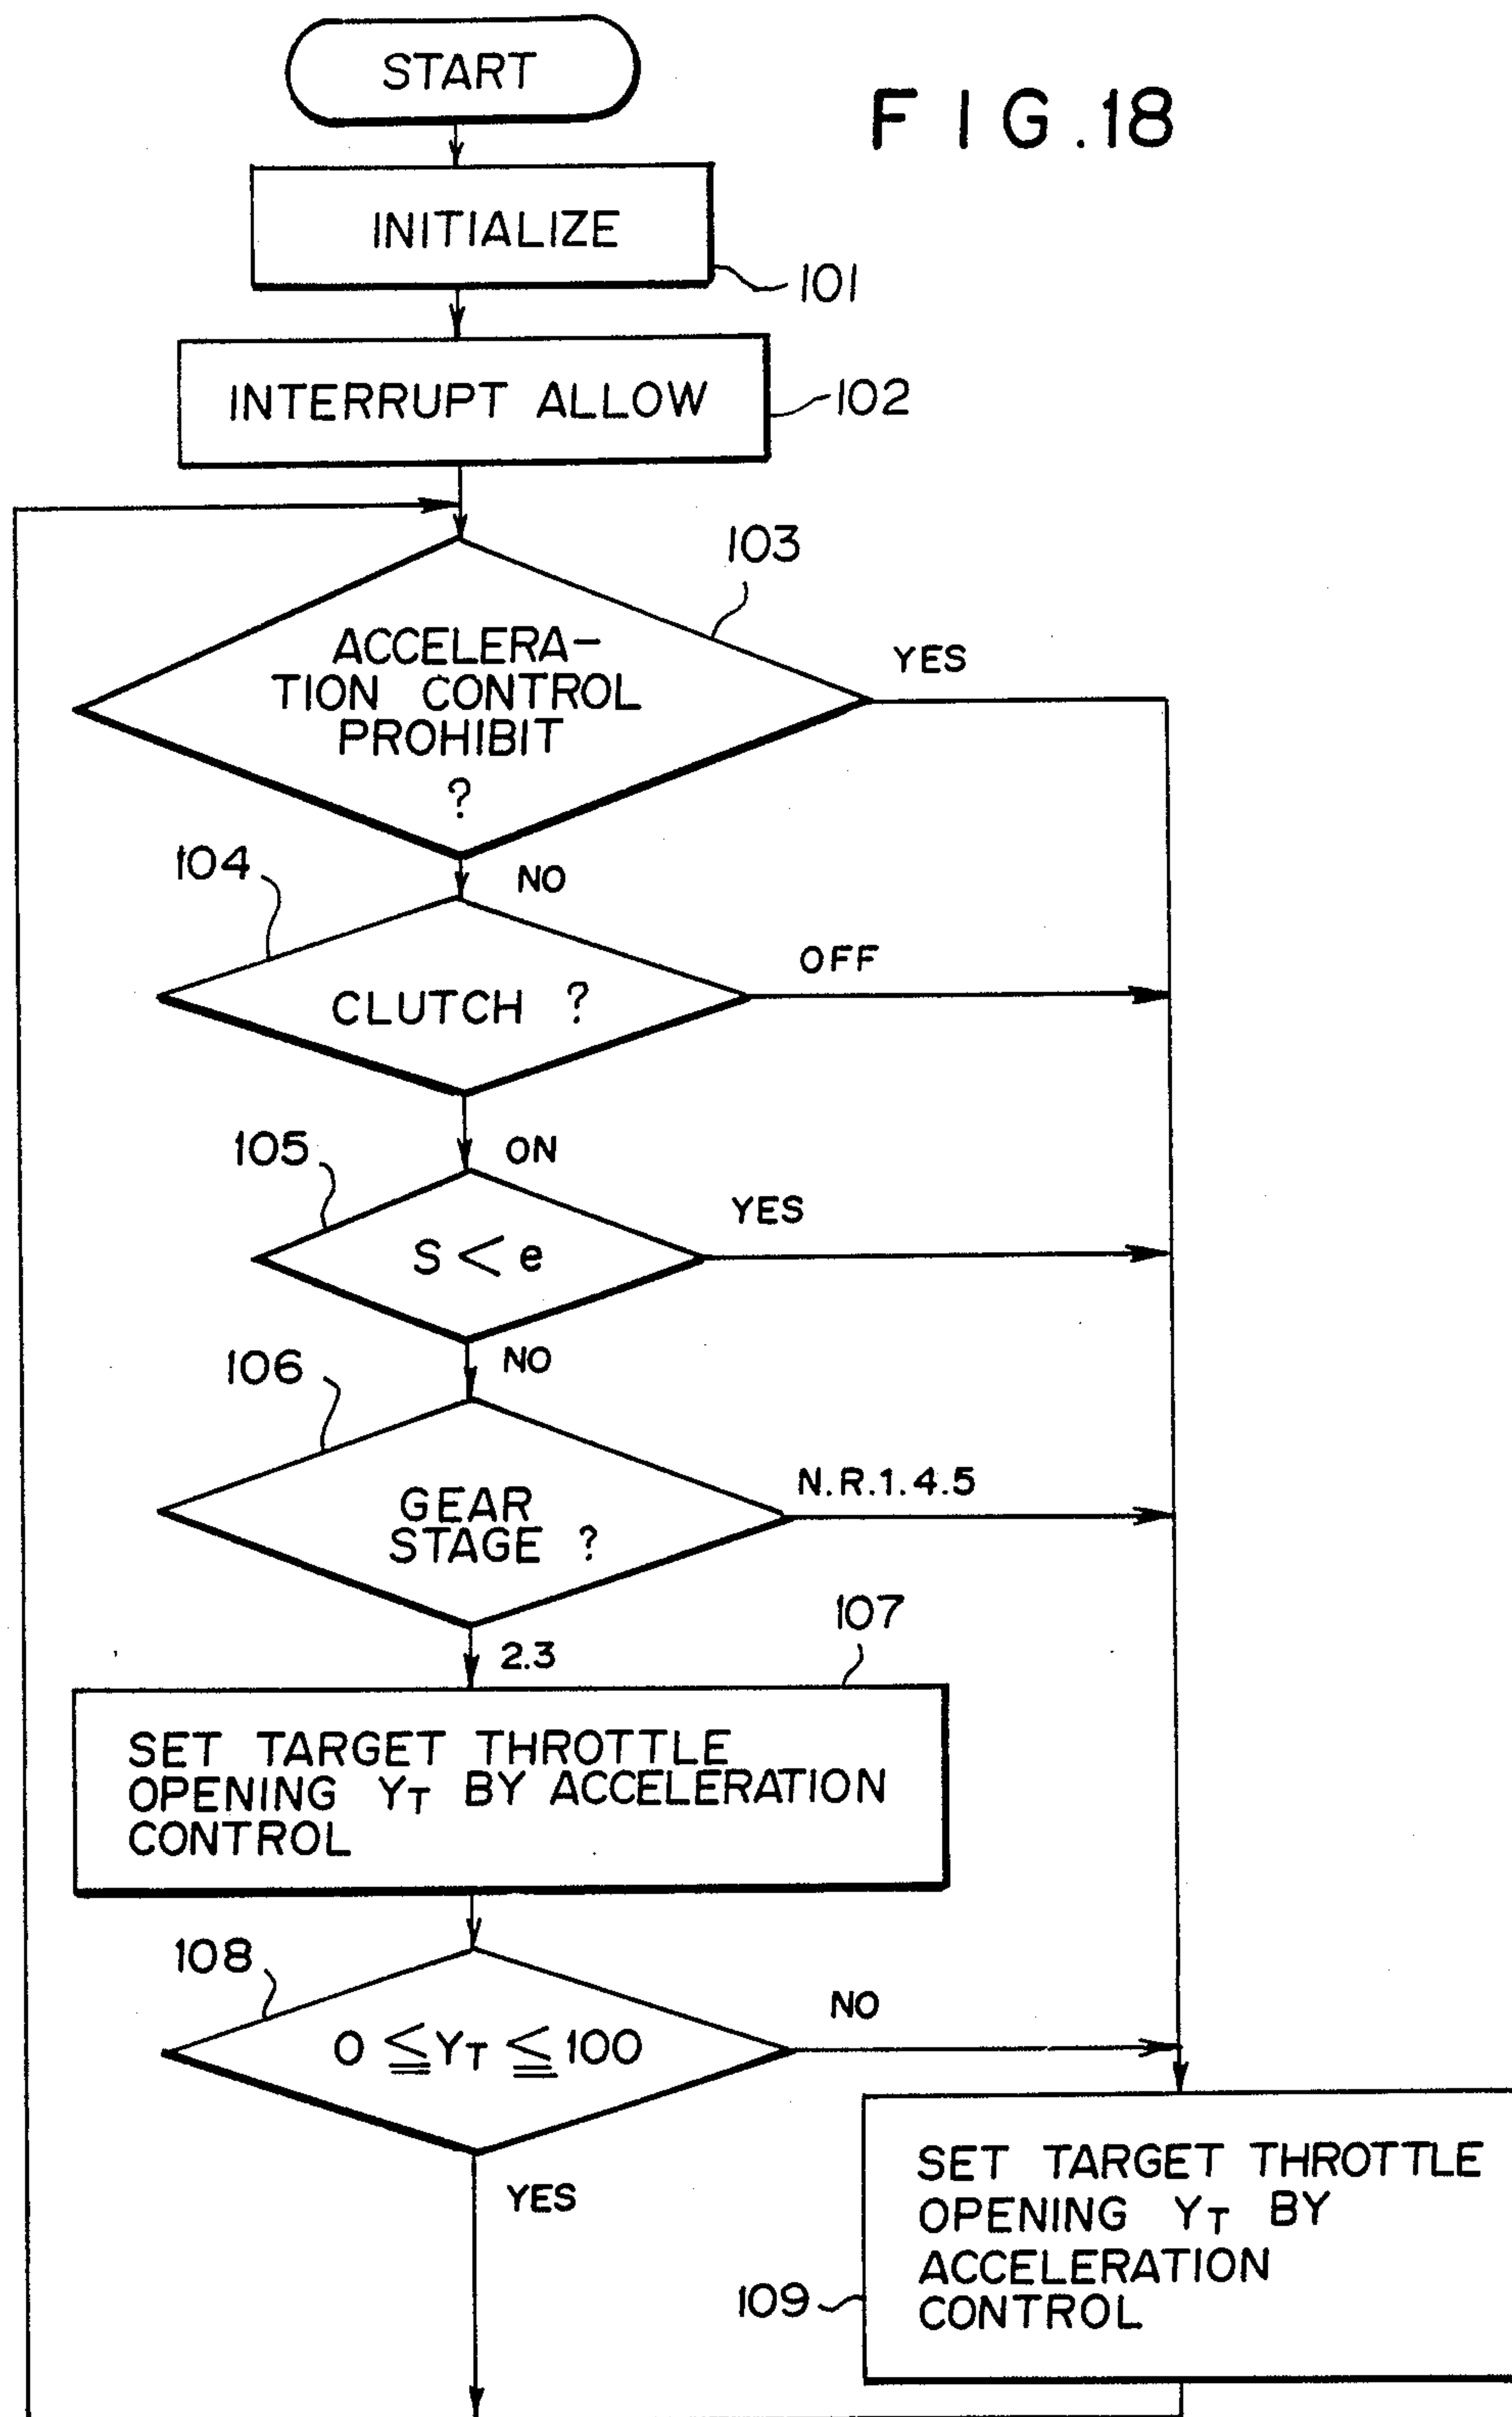 START
FIG.18
INITIALIZE
101
INTERRUPT ALLOW
102
103
ACCELERA-
TION CONTROL
PROHIBIT
?
YES
104
NO
CLUTCH ?
OFF
105
ON
S < e
YES
106
NO
GEAR
STAGE ?
N.R.1.4.5
107
2.3
SET TARGET THROTTLE
OPENING YT BY ACCELERATION
CONTROL
108
0 ≦ YT ≦ 100
NO
YES
SET TARGET THROTTLE
OPENING YT BY
ACCELERATION
CONTROL
109